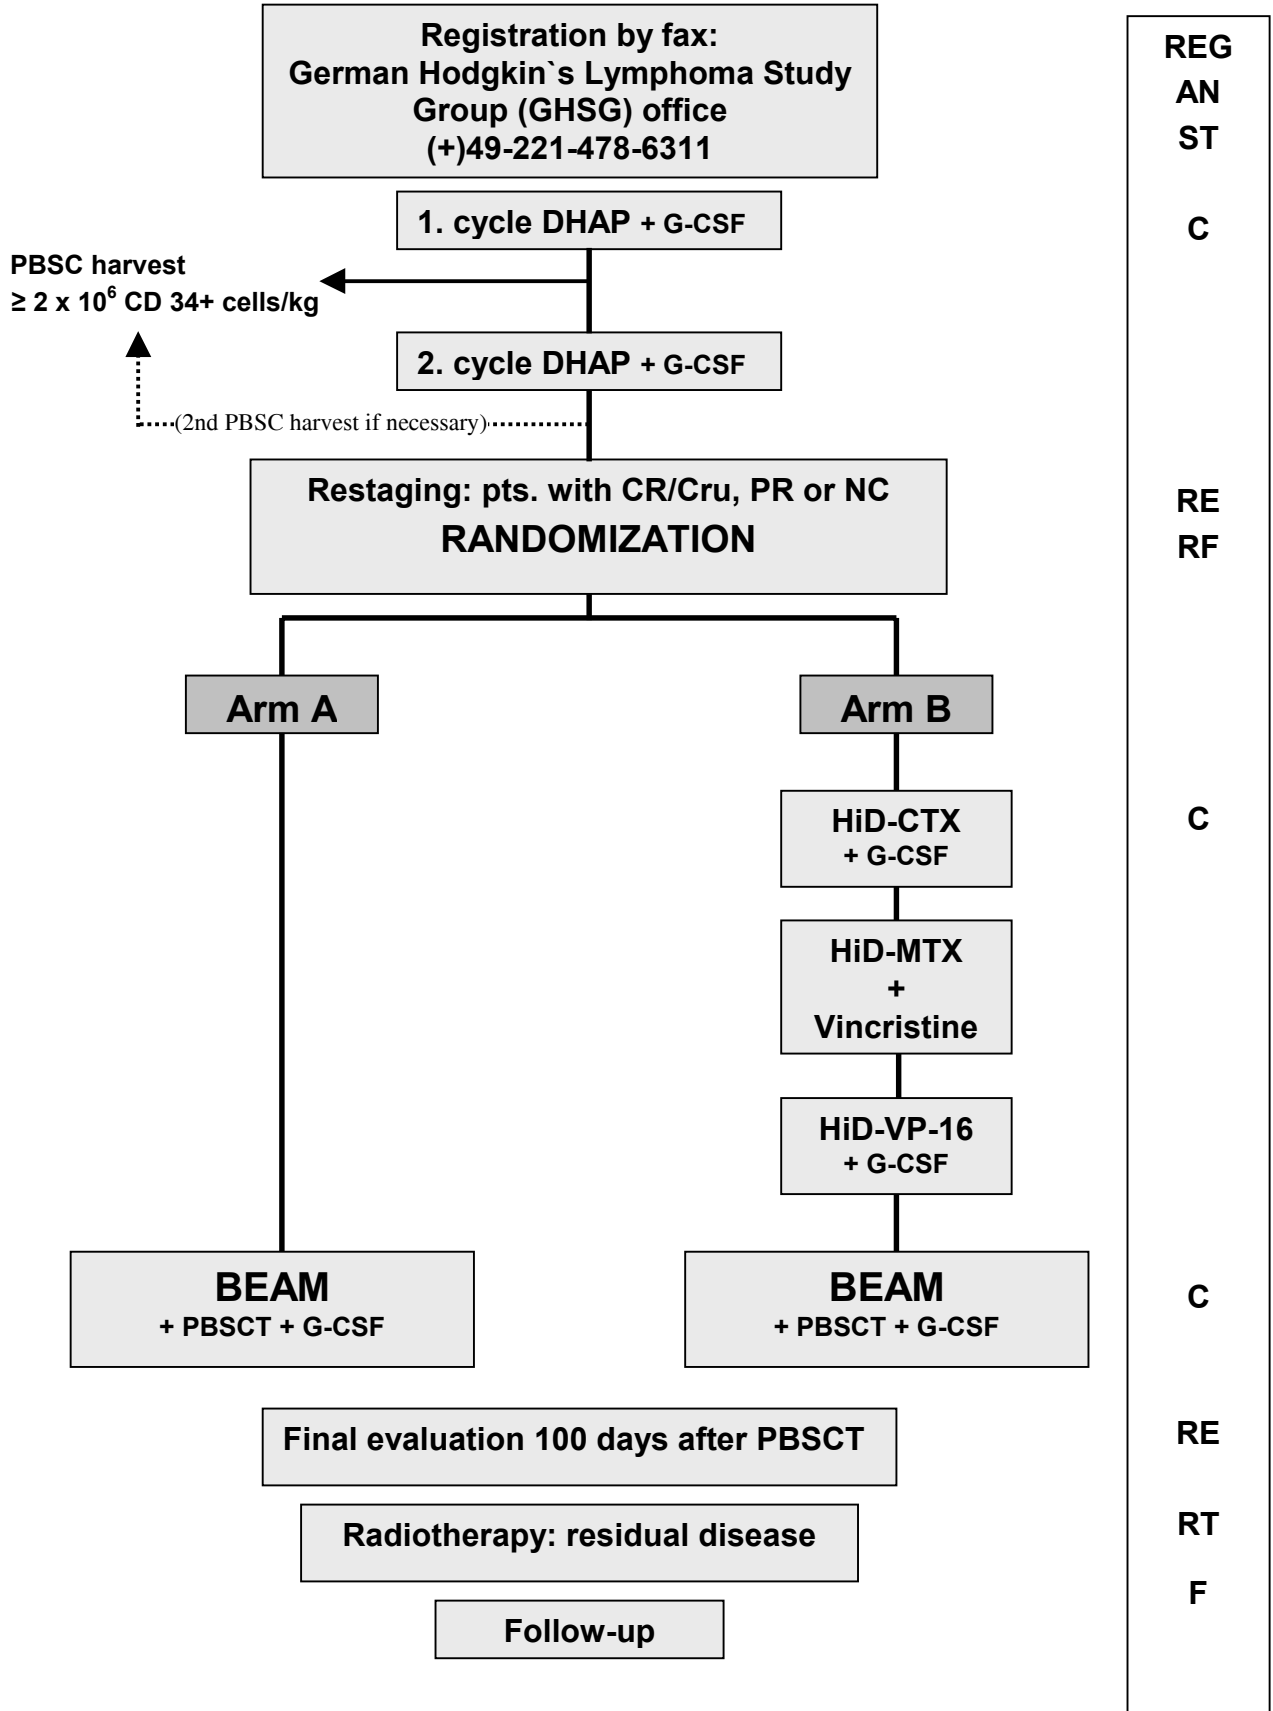 Registration by fax:
German Hodgkin`s Lymphoma Study
Group (GHSG) office
(+)49-221-478-6311
REG
AN
ST
1. cycle DHAP + G-CSF
C
PBSC harvest
≥ 2 x 10⁶ CD 34+ cells/kg
2. cycle DHAP + G-CSF
(2nd PBSC harvest if necessary)
Restaging: pts. with CR/Cru, PR or NC
RANDOMIZATION
RE
RF
Arm A
Arm B
HiD-CTX
+ G-CSF
C
HiD-MTX
+
Vincristine
HiD-VP-16
+ G-CSF
BEAM
+ PBSCT + G-CSF
BEAM
+ PBSCT + G-CSF
C
Final evaluation 100 days after PBSCT
RE
Radiotherapy: residual disease
RT
Follow-up
F